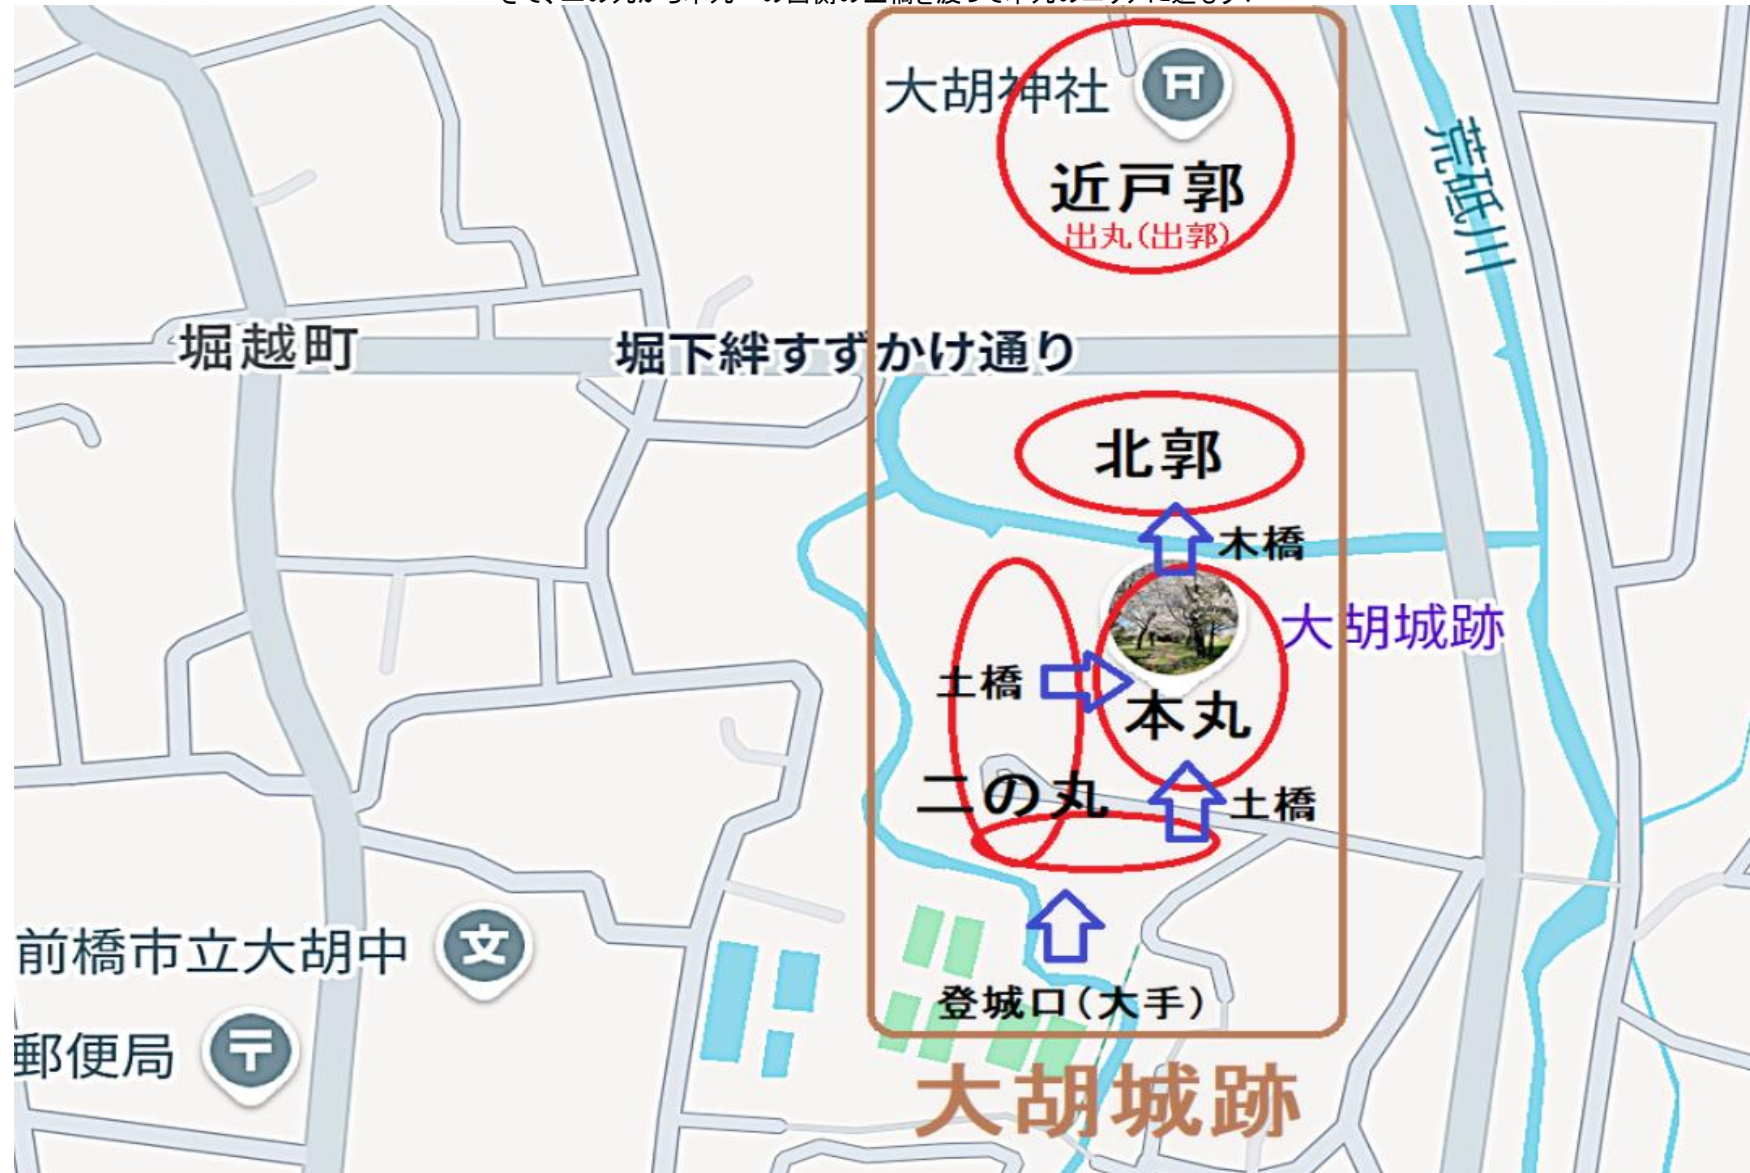 大胡神社
近戸郭
出丸(出郭)
荒砥川
堀越町
堀下絆すずかけ通り
北郭
木橋
大胡城跡
土橋
本丸
二の丸
土橋
前橋市立大胡中
文
登城口(大手)
郵便局
〒
大胡城跡